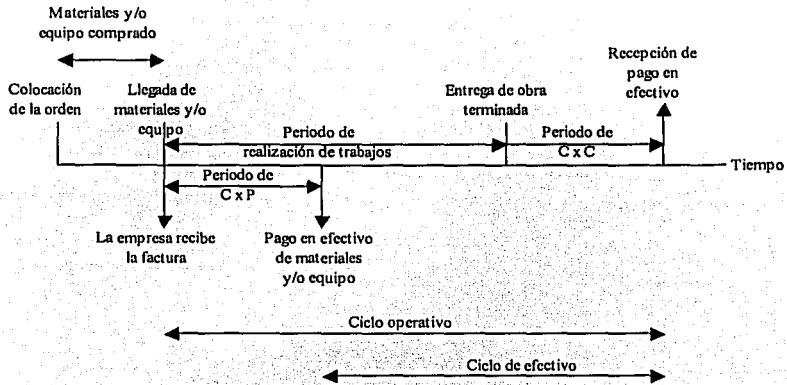 Materiales y/o
equipo comprado
Colocación
de la orden
Llegada de
materiales y/o
equipo
Entrega de obra
terminada
Recepción de
pago en
efectivo
Periodo de
realización de trabajos
Periodo de
C x C
Tiempo
Periodo de
C x P
La empresa recibe
la factura
Pago en efectivo
de materiales
y/o equipo
Ciclo operativo
Ciclo de efectivo